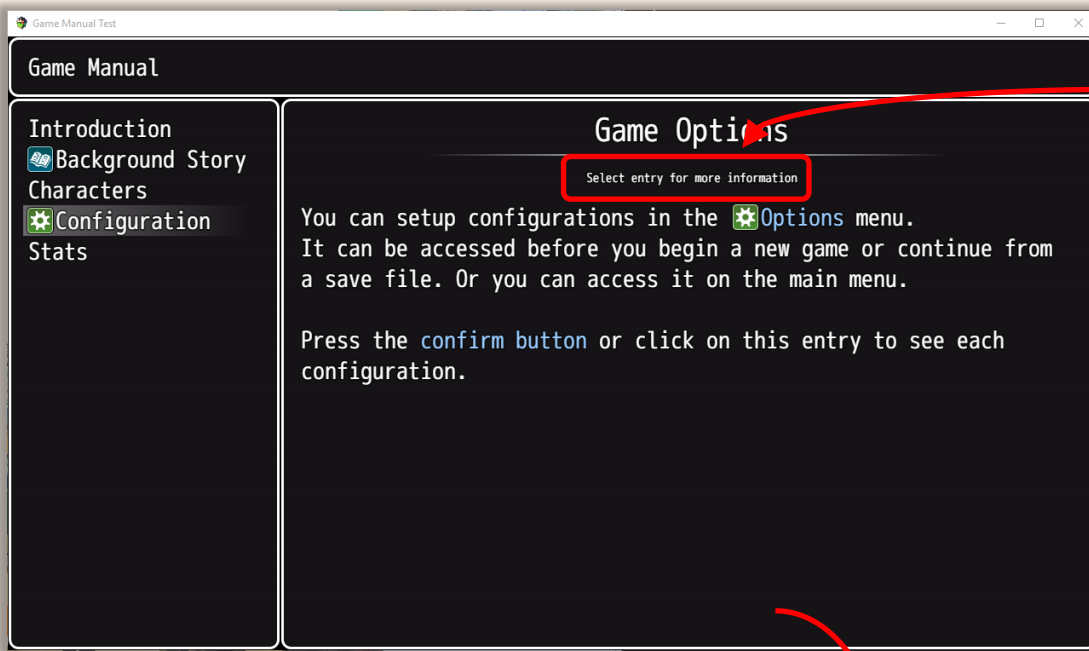 Game Manual Test
Game Manual
Introduction
Background Story
Characters
Configuration
Stats
Game Options
Select entry for more information
You can setup configurations in the Options menu.
It can be accessed before you begin a new game or continue from
a save file. Or you can access it on the main menu.
Press the confirm button or click on this entry to see each
configuration.